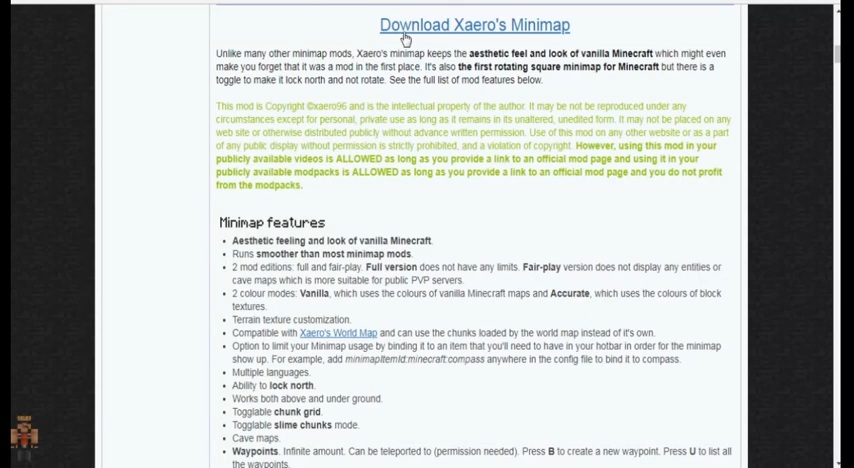 Download Xaero's Minimap
Unlike many other minimap mods, Xaero's minimap keeps the aesthetic feel and look of vanilla Minecraft which might even
make you forget that it was a mod in the first place. It's also the first rotating square minimap for Minecraft but there is a
toggle to make it lock north and not rotate. See the full list of mod features below.
This mod is Copyright ©xaero96 and is the intellectual property of the author. It may be not be reproduced under any
circumstances except for personal, private use as long as it remains in its unaltered, unedited form. It may not be placed on any
web site or otherwise distributed publicly without advance written permission. Use of this mod on any other website or as a part
of any public display without permission is strictly prohibited, and a violation of copyright. However, using this mod in your
publicly available videos is ALLOWED as long as you provide a link to an official mod page and using it in your
publicly available modpacks is ALLOWED as long as you provide a link to an official mod page and you do not profit
from the modpacks.
Minimap features
• Aesthetic feeling and look of vanilla Minecraft.
• Runs smoother than most minimap mods.
• 2 mod editions: full and fair-play. Full version does not have any limits. Fair-play version does not display any entities or
cave maps which is more suitable for public PVP servers.
• 2 colour modes: Vanilla, which uses the colours of vanilla Minecraft maps and Accurate, which uses the colours of block
textures.
• Terrain texture customization.
• Compatible with Xaero's World Map and can use the chunks loaded by the world map instead of it's own.
• Option to limit your Minimap usage by binding it to an item that you'll need to have in your hotbar in order for the minimap
show up. For example, add minimapItemId:minecraft:compass anywhere in the config file to bind it to compass.
• Multiple languages.
• Ability to lock north.
• Works both above and under ground.
• Togglable chunk grid.
• Togglable slime chunks mode.
• Cave maps.
• Waypoints. Infinite amount. Can be teleported to (permission needed). Press B to create a new waypoint. Press U to list all
the waypoints.